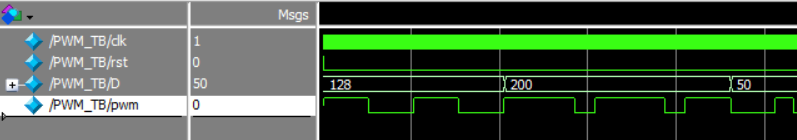 Msgs
/PWM_TB/clk 1
/PWM_TB/rst 0
/PWM_TB/D 50 128 200 50
/PWM_TB/pwm 0